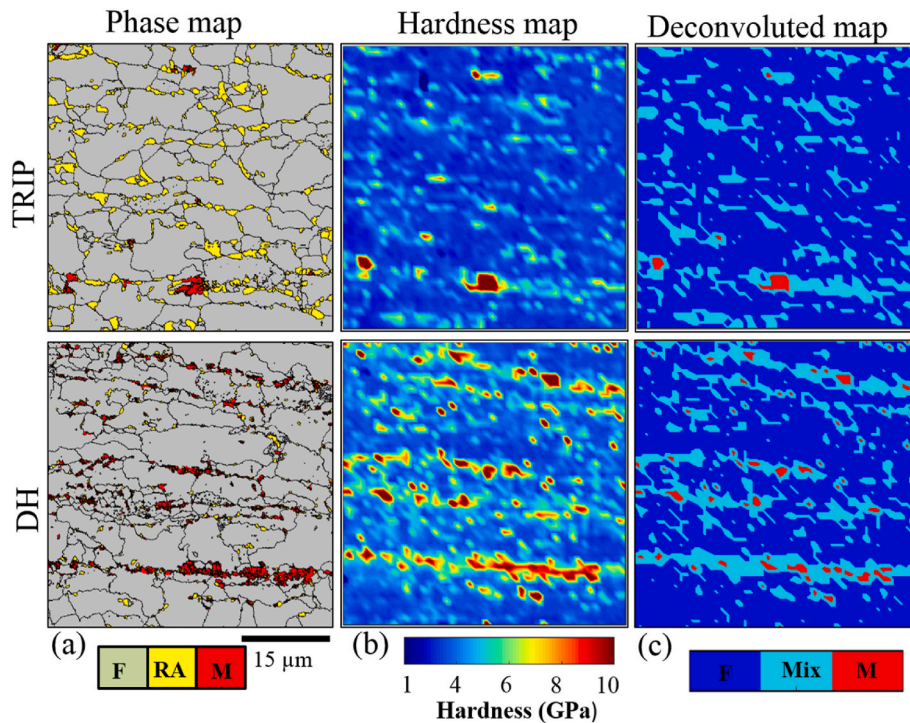 Phase map Hardness map Deconvoluted map
TRIP
DH
(a) (b) (c)
F RA M
15 µm
1 4 6 8 10
Hardness (GPa)
F Mix M